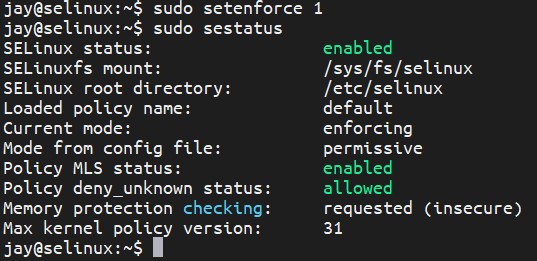 jay@selinux:~$ sudo setenforce 1
jay@selinux:~$ sudo sestatus
SELinux status:                 enabled
SELinuxfs mount:                /sys/fs/selinux
SELinux root directory:         /etc/selinux
Loaded policy name:             default
Current mode:                   enforcing
Mode from config file:          permissive
Policy MLS status:              enabled
Policy deny_unknown status:     allowed
Memory protection checking:     requested (insecure)
Max kernel policy version:      31
jay@selinux:~$